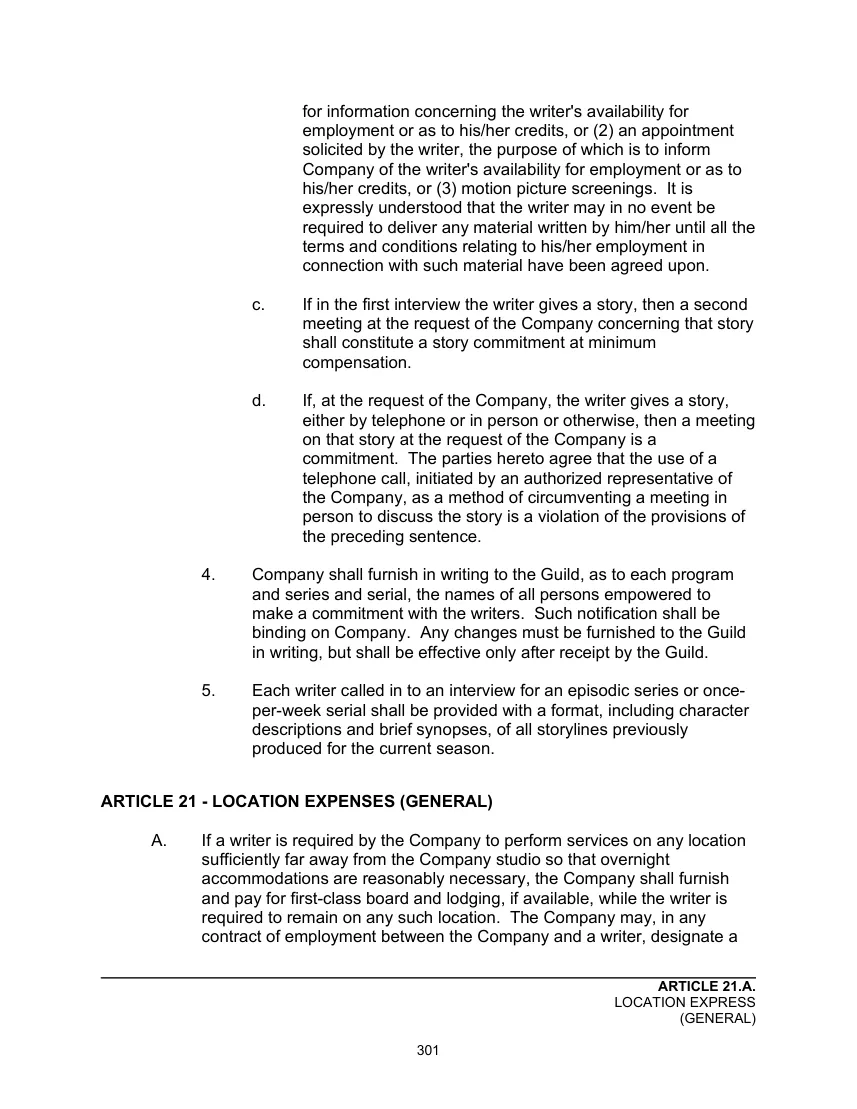 for information concerning the writer's availability for
employment or as to his/her credits, or (2) an appointment
solicited by the writer, the purpose of which is to inform
Company of the writer's availability for employment or as to
his/her credits, or (3) motion picture screenings.  It is
expressly understood that the writer may in no event be
required to deliver any material written by him/her until all the
terms and conditions relating to his/her employment in
connection with such material have been agreed upon.
c. If in the first interview the writer gives a story, then a second
meeting at the request of the Company concerning that story
shall constitute a story commitment at minimum
compensation.
d. If, at the request of the Company, the writer gives a story,
either by telephone or in person or otherwise, then a meeting
on that story at the request of the Company is a
commitment.  The parties hereto agree that the use of a
telephone call, initiated by an authorized representative of
the Company, as a method of circumventing a meeting in
person to discuss the story is a violation of the provisions of
the preceding sentence.
4. Company shall furnish in writing to the Guild, as to each program
and series and serial, the names of all persons empowered to
make a commitment with the writers.  Such notification shall be
binding on Company.  Any changes must be furnished to the Guild
in writing, but shall be effective only after receipt by the Guild.
5. Each writer called in to an interview for an episodic series or once-
per-week serial shall be provided with a format, including character
descriptions and brief synopses, of all storylines previously
produced for the current season.
ARTICLE 21 - LOCATION EXPENSES (GENERAL)
A. If a writer is required by the Company to perform services on any location
sufficiently far away from the Company studio so that overnight
accommodations are reasonably necessary, the Company shall furnish
and pay for first-class board and lodging, if available, while the writer is
required to remain on any such location.  The Company may, in any
contract of employment between the Company and a writer, designate a
ARTICLE 21.A.
LOCATION EXPRESS
(GENERAL)
301